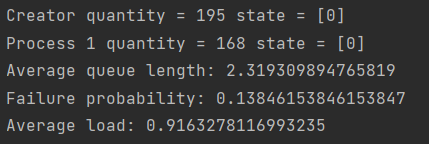 Creator quantity = 195 state = [0]
Process 1 quantity = 168 state = [0]
Average queue length: 2.319309894765819
Failure probability: 0.13846153846153847
Average load: 0.9163278116993235